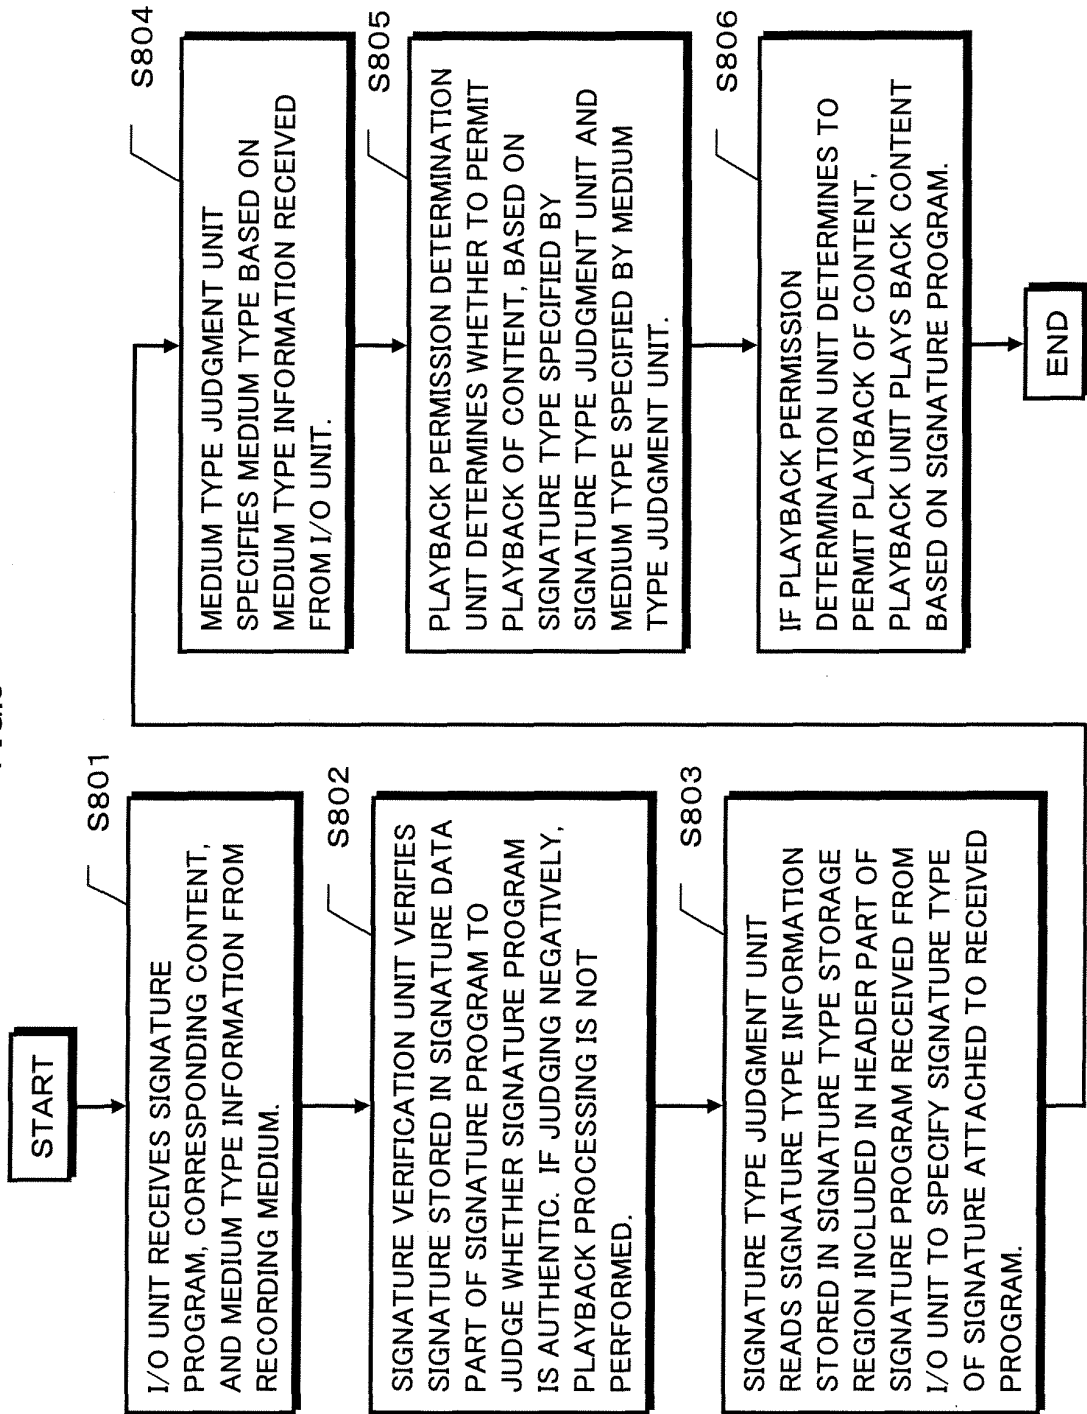 START
S801
I/O UNIT RECEIVES SIGNATURE
PROGRAM, CORRESPONDING CONTENT,
AND MEDIUM TYPE INFORMATION FROM
RECORDING MEDIUM.
S802
SIGNATURE VERIFICATION UNIT VERIFIES
SIGNATURE STORED IN SIGNATURE DATA
PART OF SIGNATURE PROGRAM TO
JUDGE WHETHER SIGNATURE PROGRAM
IS AUTHENTIC. IF JUDGING NEGATIVELY,
PLAYBACK PROCESSING IS NOT
PERFORMED.
S803
SIGNATURE TYPE JUDGMENT UNIT
READS SIGNATURE TYPE INFORMATION
STORED IN SIGNATURE TYPE STORAGE
REGION INCLUDED IN HEADER PART OF
SIGNATURE PROGRAM RECEIVED FROM
I/O UNIT TO SPECIFY SIGNATURE TYPE
OF SIGNATURE ATTACHED TO RECEIVED
PROGRAM.
S804
MEDIUM TYPE JUDGMENT UNIT
SPECIFIES MEDIUM TYPE BASED ON
MEDIUM TYPE INFORMATION RECEIVED
FROM I/O UNIT.
S805
PLAYBACK PERMISSION DETERMINATION
UNIT DETERMINES WHETHER TO PERMIT
PLAYBACK OF CONTENT, BASED ON
SIGNATURE TYPE SPECIFIED BY
SIGNATURE TYPE JUDGMENT UNIT AND
MEDIUM TYPE SPECIFIED BY MEDIUM
TYPE JUDGMENT UNIT.
S806
IF PLAYBACK PERMISSION
DETERMINATION UNIT DETERMINES TO
PERMIT PLAYBACK OF CONTENT,
PLAYBACK UNIT PLAYS BACK CONTENT
BASED ON SIGNATURE PROGRAM.
END